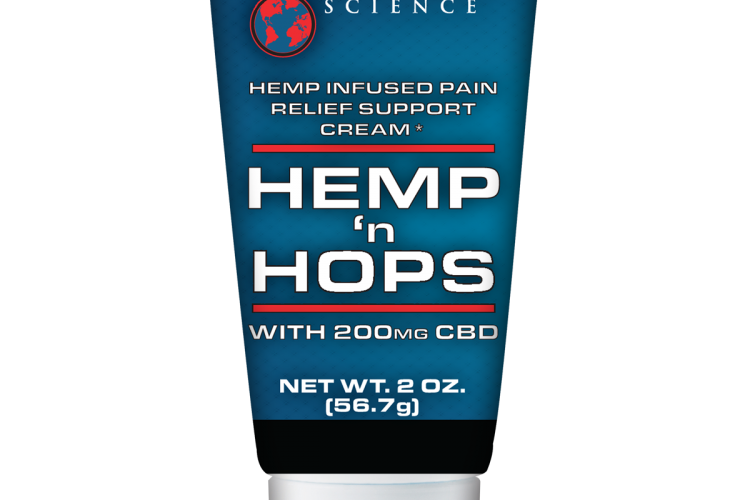 SCIENCE
HEMP INFUSED PAIN
RELIEF SUPPORT
CREAM*
HEMP
‘n
HOPS
WITH 200MG CBD
NET WT. 2 OZ.
(56.7g)